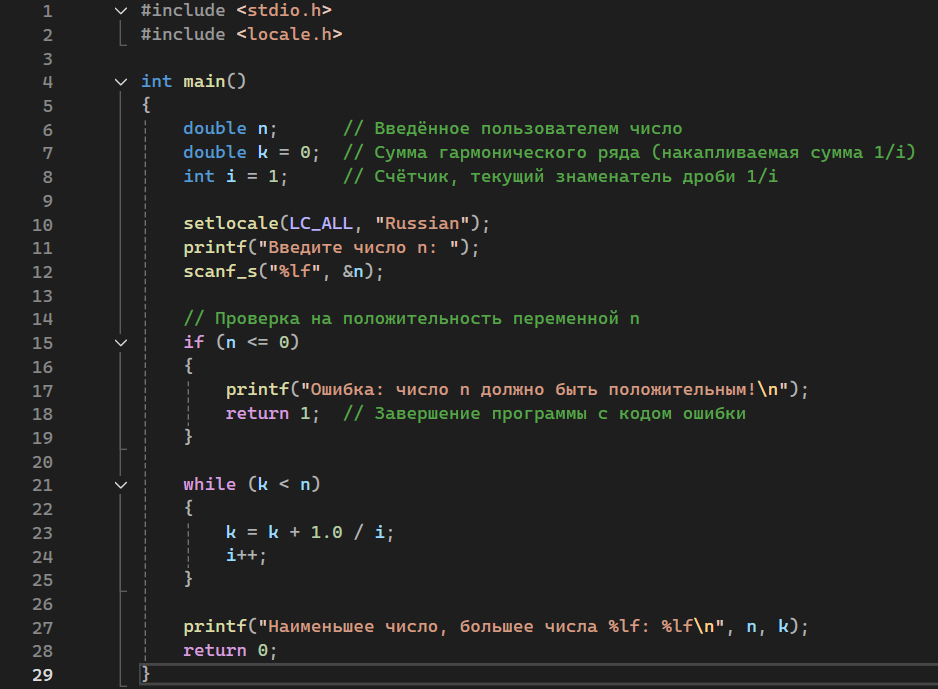 1 #include <stdio.h>
2 #include <locale.h>
3
4 int main()
5 {
6     double n;      // Введённое пользователем число
7     double k = 0;  // Сумма гармонического ряда (накапливаемая сумма 1/i)
8     int i = 1;     // Счётчик, текущий знаменатель дроби 1/i
9
10     setlocale(LC_ALL, "Russian");
11     printf("Введите число n: ");
12     scanf_s("%lf", &n);
13
14     // Проверка на положительность переменной n
15     if (n <= 0)
16     {
17         printf("Ошибка: число n должно быть положительным!\n");
18         return 1;  // Завершение программы с кодом ошибки
19     }
20
21     while (k < n)
22     {
23         k = k + 1.0 / i;
24         i++;
25     }
26
27     printf("Наименьшее число, большее числа %lf: %lf\n", n, k);
28     return 0;
29 }